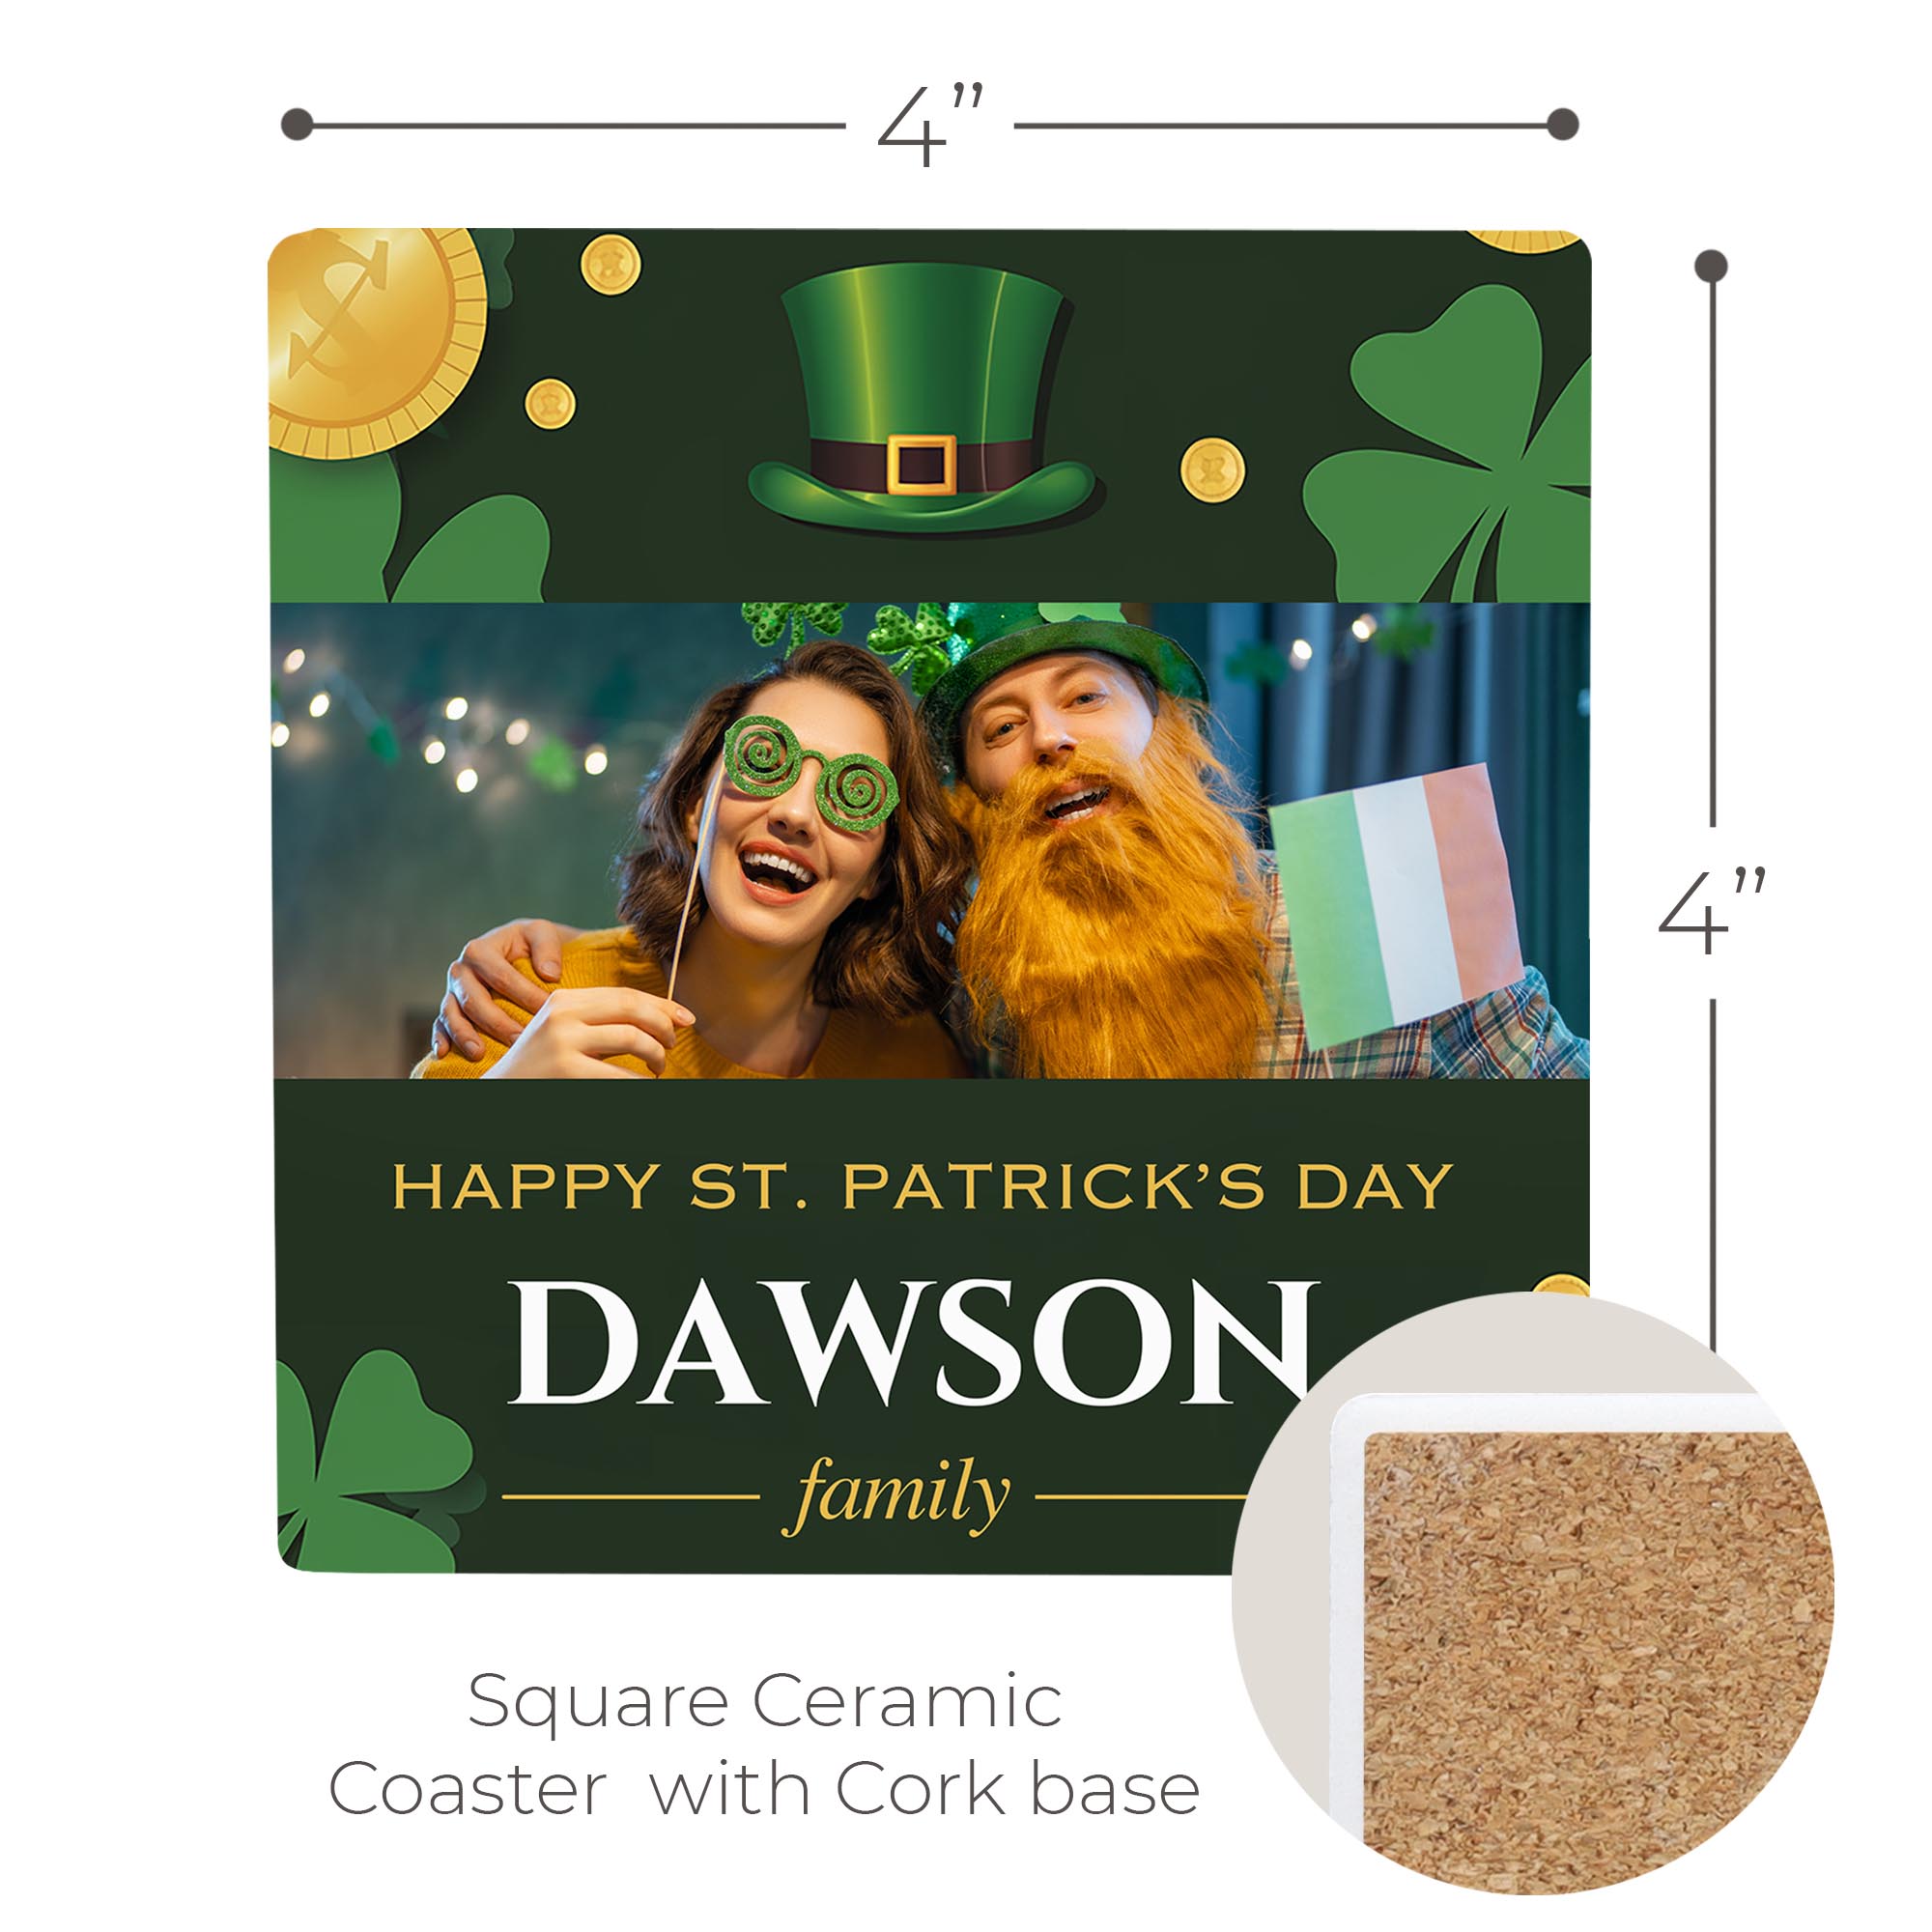 4”
HAPPY ST. PATRICK’S DAY
DAWSON
family
4”
Square Ceramic
Coaster with Cork base